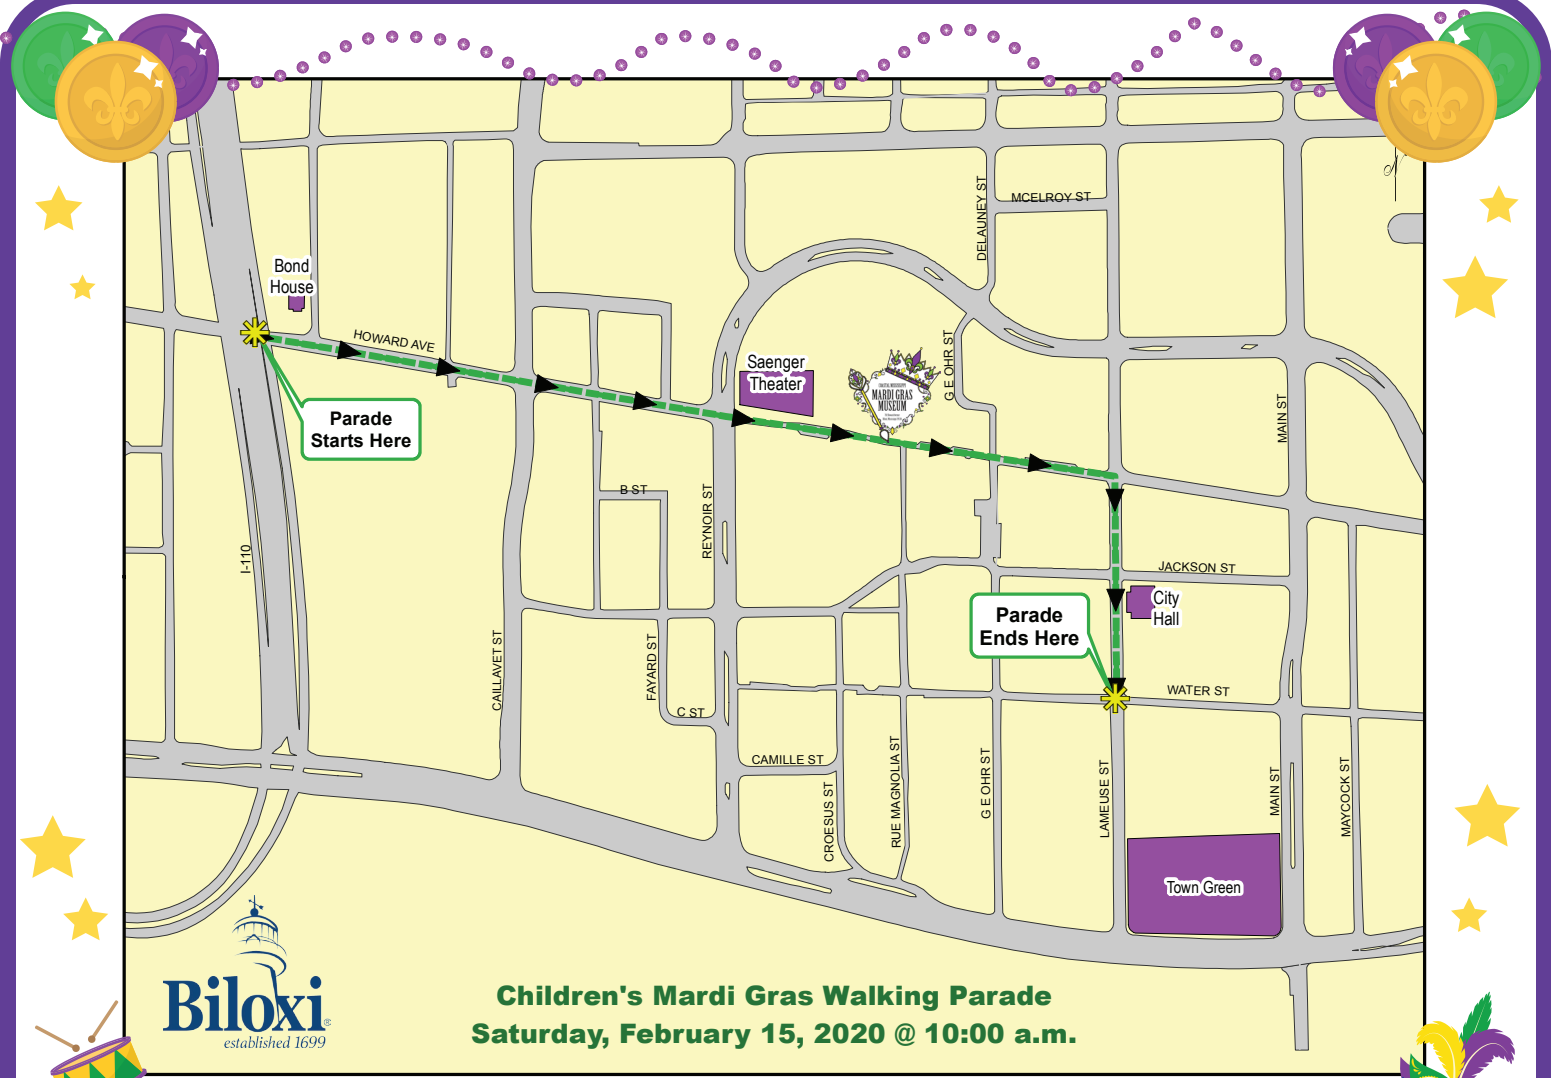 DELAUNEY ST
MCELROY ST
Bond
House
HOWARD AVE
Saenger
Theater
COASTAL MISSISSIPPI
MARDI GRAS
MUSEUM
G E OHR ST
MAIN ST
Parade
Starts Here
B ST
REYNOIR ST
I-110
JACKSON ST
City
Hall
Parade
Ends Here
CAILLAVET ST
FAYARD ST
C ST
WATER ST
CAMILLE ST
CROESUS ST
RUE MAGNOLIA ST
G E OHR ST
LAMEUSE ST
MAIN ST
MAYCOCK ST
Town Green
Biloxi®
established 1699
Children's Mardi Gras Walking Parade
Saturday, February 15, 2020 @ 10:00 a.m.